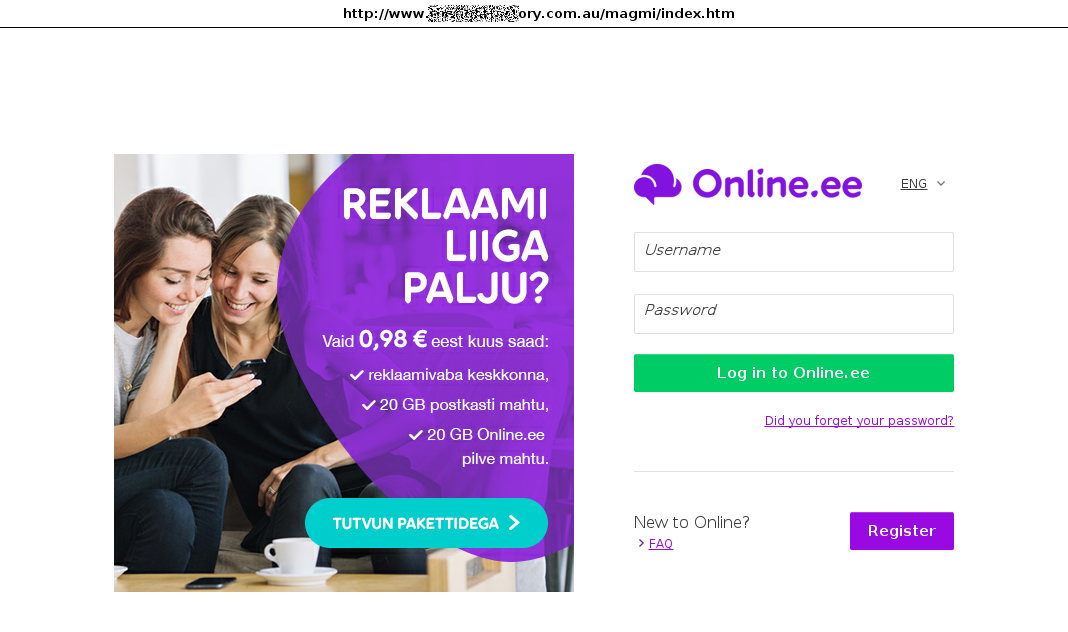 http://www. ory.com.au/magmi/index.htm
REKLAAMI
LIIGA
PALJU?
Vaid 0,98 € eest kuus saad:
reklaamivaba keskkonna,
20 GB postkasti mahtu,
20 GB Online.ee
pilve mahtu.
TUTVUN PAKETTIDEGA
Online.ee
ENG
Username
Password
Log in to Online.ee
Did you forget your password?
New to Online?
FAQ
Register